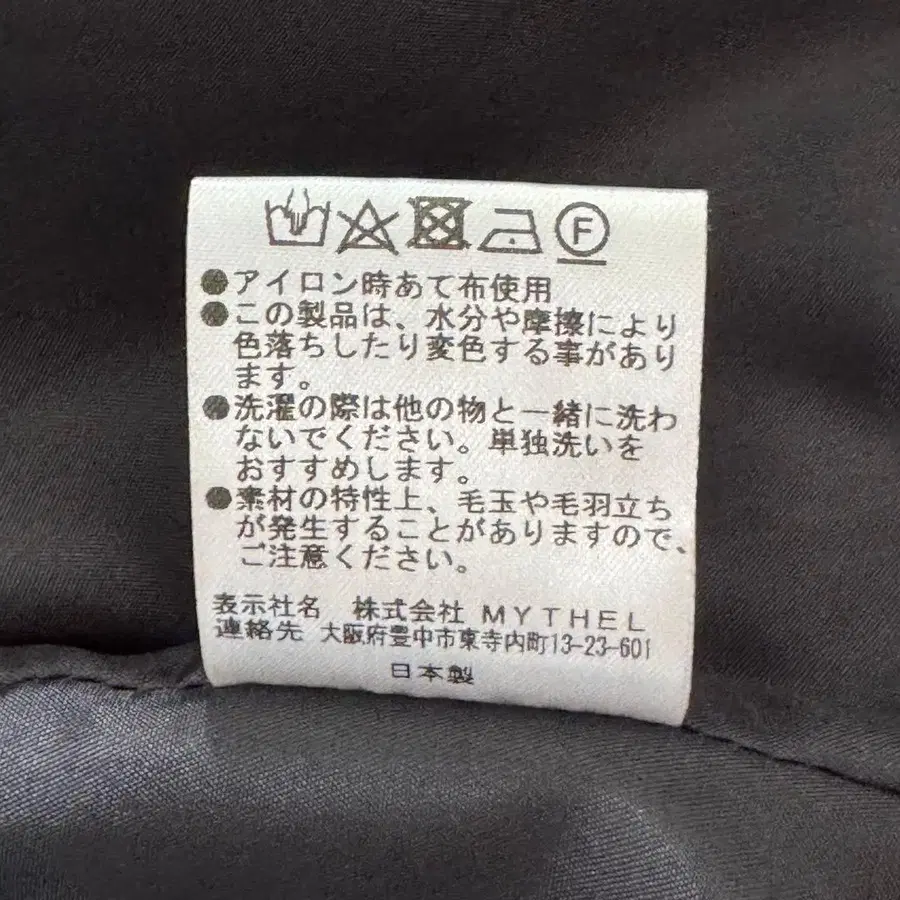 F
●アイロン時あて布使用
●この製品は、水分や摩擦により
色落ちしたり変色する事があり
ます。
●洗濯の際は他の物と一緒に洗わ
ないでください。単独洗いを
おすすめします。
●素材の特性上、毛玉や毛羽立ち
が発生することがありますので、
ご注意ください。
表示社名 株式会社 MYTHEL
連絡先 大阪府豊中市東寺内町13-23-601
日本製